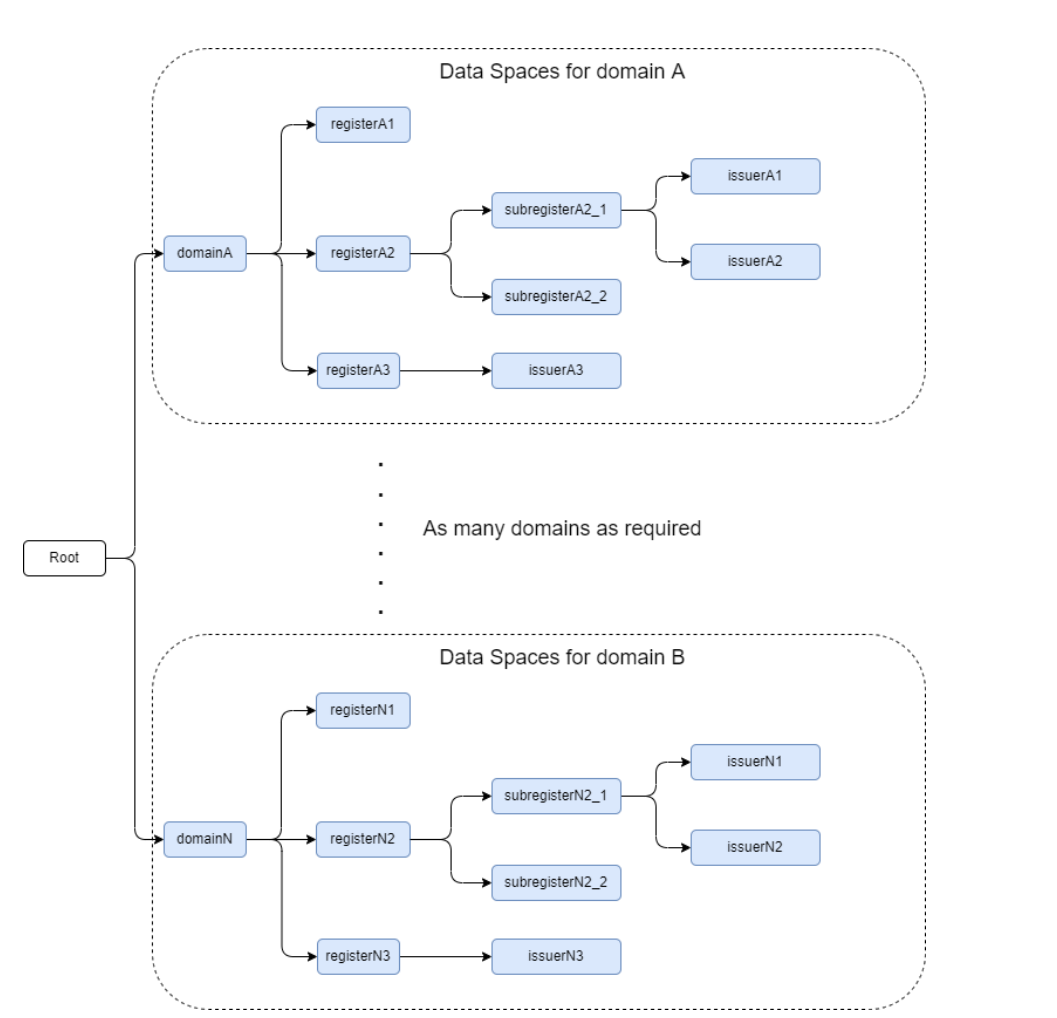 Data Spaces for domain A
registerA1
issuerA1
subregisterA2_1
domainA
registerA2
issuerA2
subregisterA2_2
registerA3
issuerA3
As many domains as required
Root
Data Spaces for domain B
registerN1
issuerN1
subregisterN2_1
domainN
registerN2
issuerN2
subregisterN2_2
registerN3
issuerN3